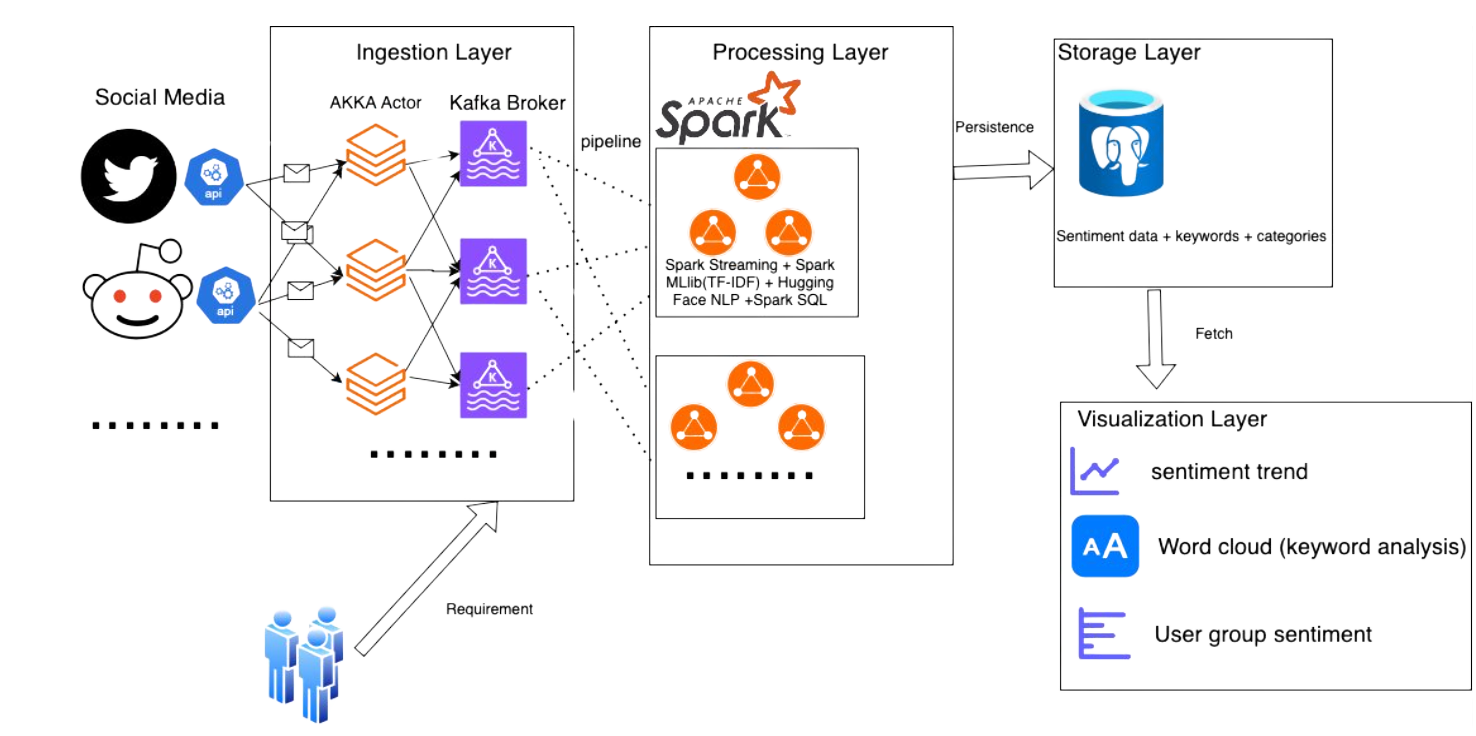 Social Media
api
api
Ingestion Layer
AKKA Actor
Kafka Broker
K
K
K
Requirement
pipeline
Processing Layer
APACHE
Spark
Spark Streaming + Spark
MLlib(TF-IDF) + Hugging
Face NLP +Spark SQL
Persistence
Storage Layer
Sentiment data + keywords + categories
Fetch
Visualization Layer
sentiment trend
AA
Word cloud (keyword analysis)
User group sentiment